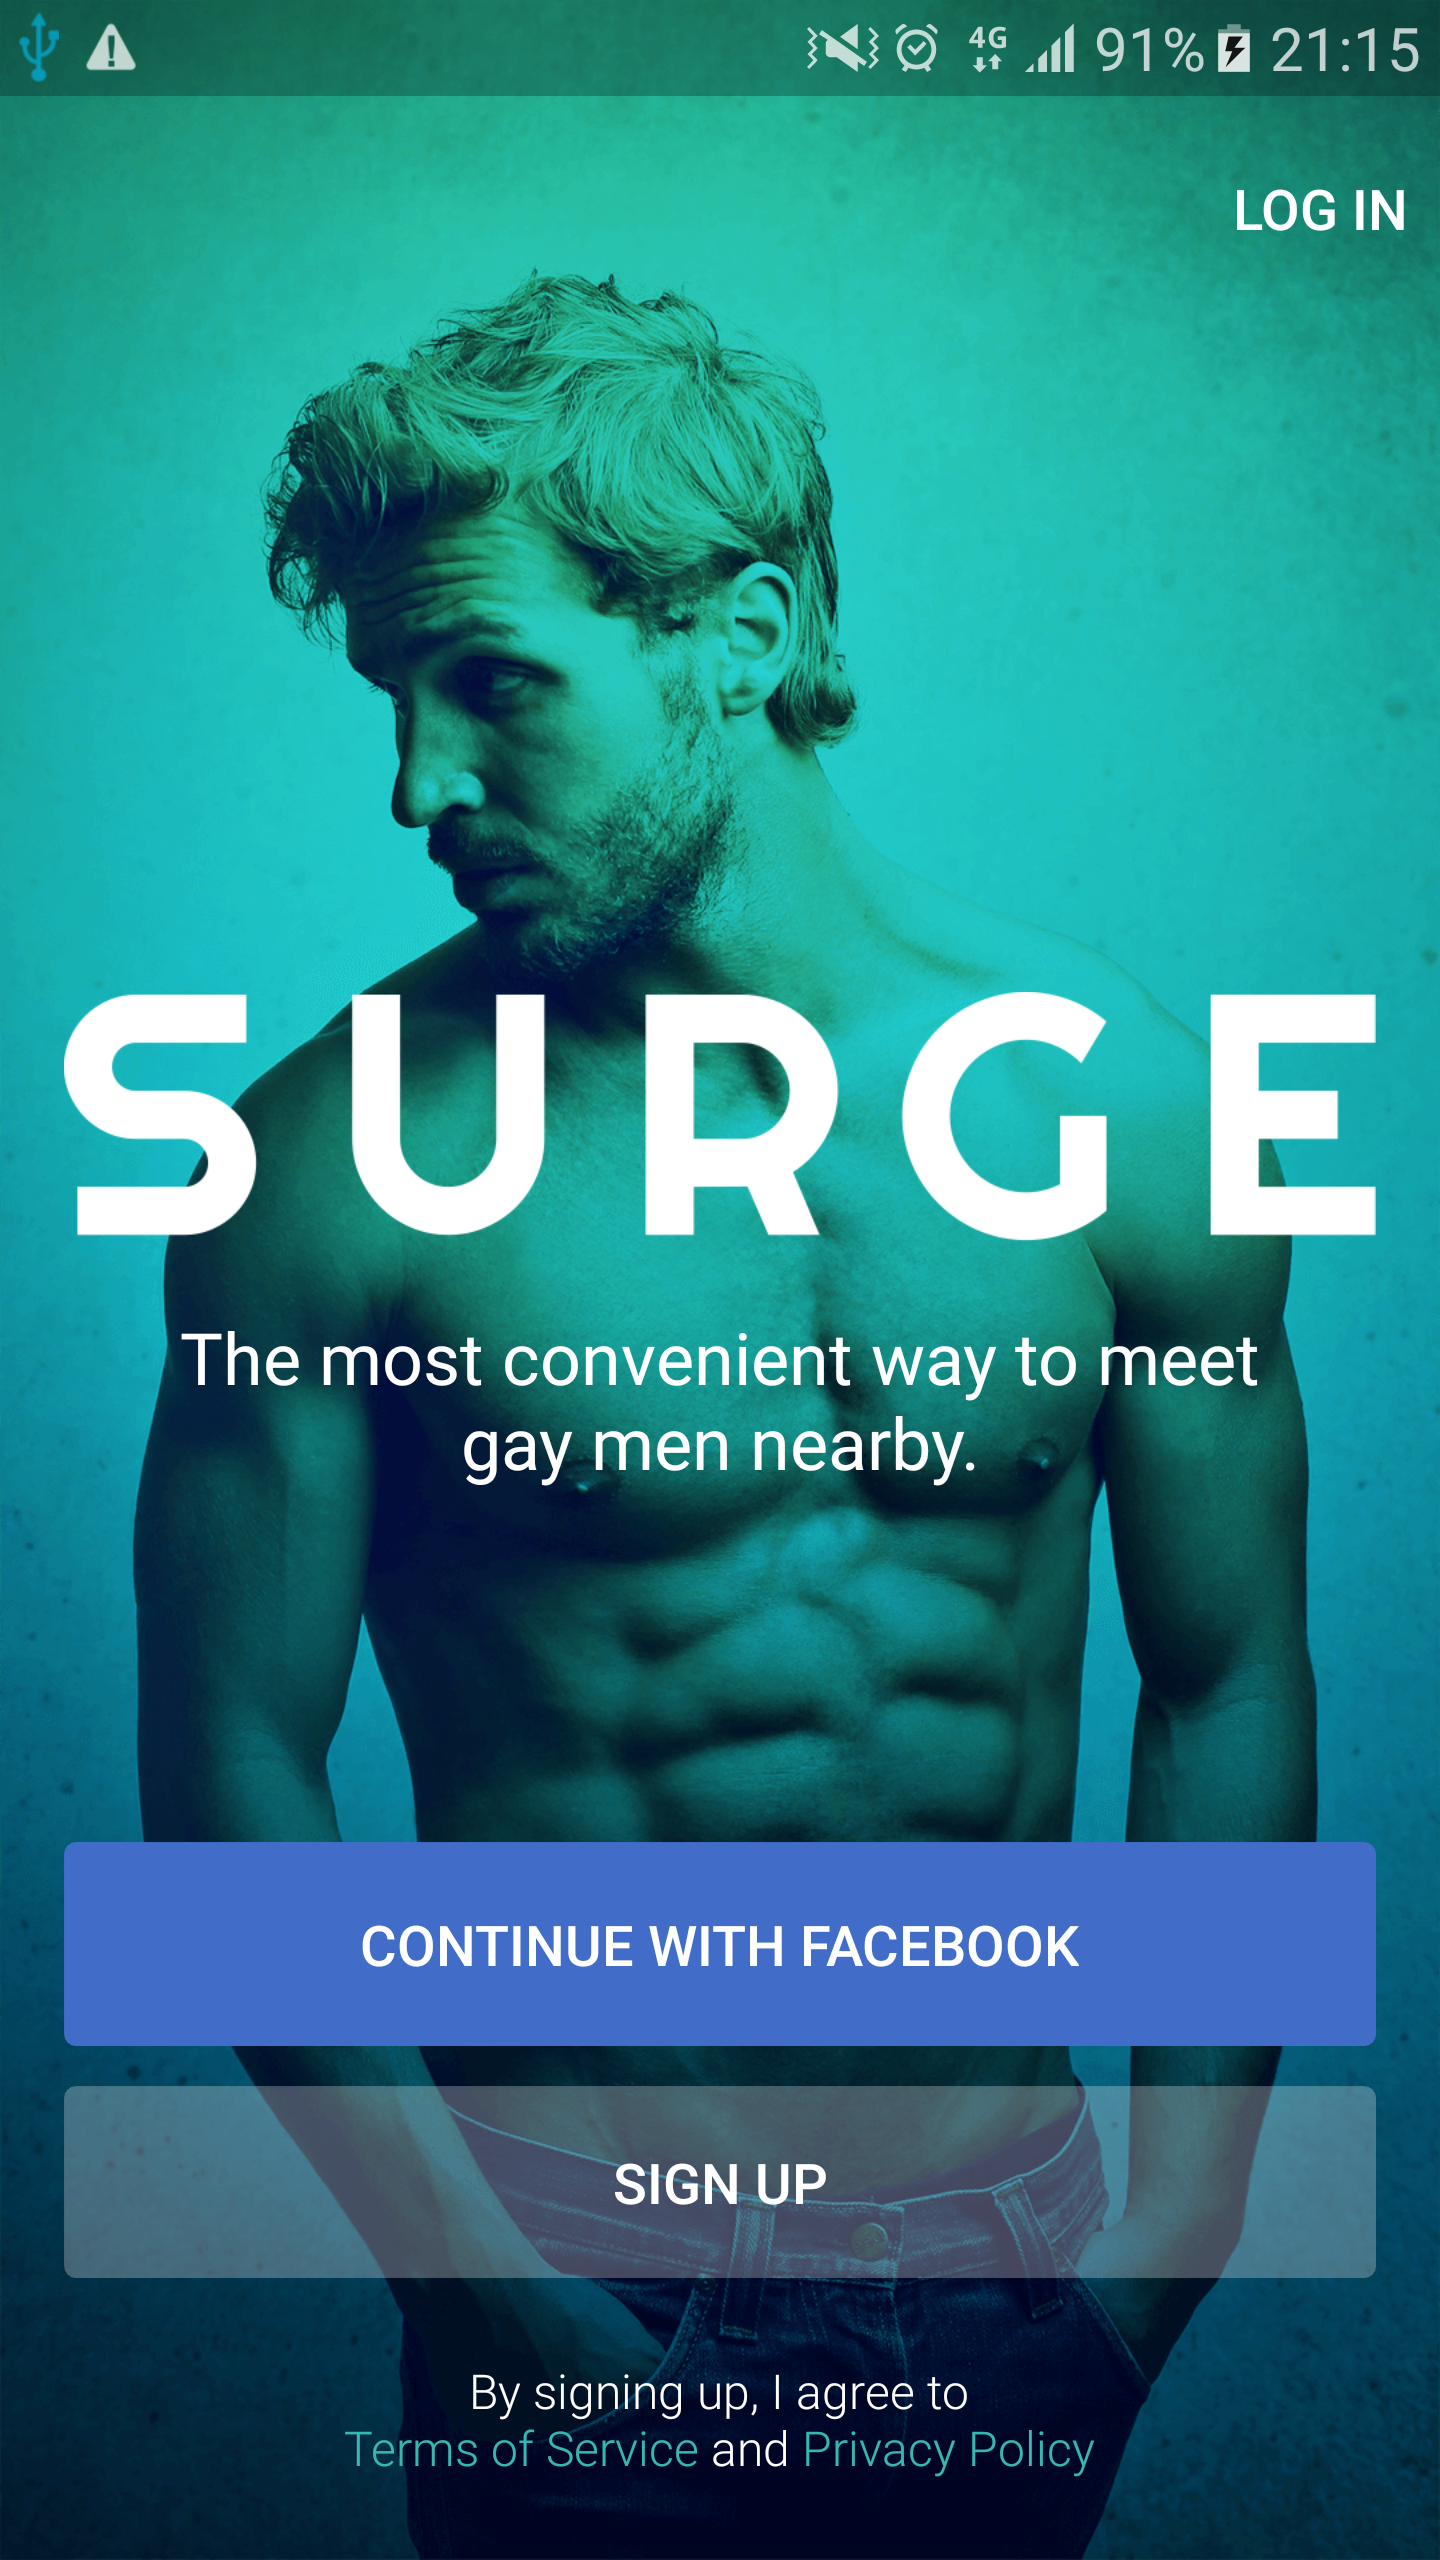 4G 91% 21:15
LOG IN
SURGE
The most convenient way to meet
gay men nearby.
CONTINUE WITH FACEBOOK
SIGN UP
By signing up, I agree to
Terms of Service and Privacy Policy